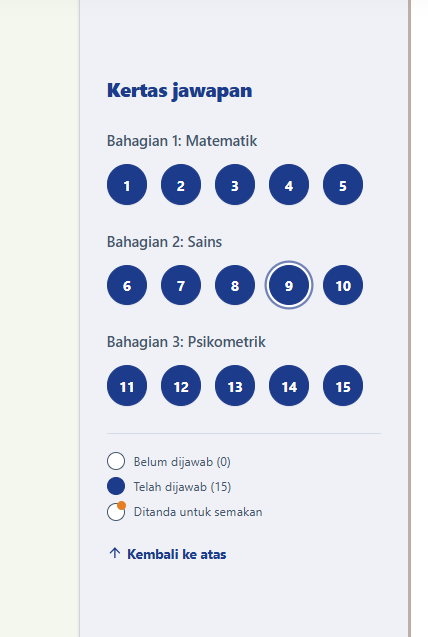 Kertas jawapan
Bahagian 1: Matematik
1 2 3 4 5
Bahagian 2: Sains
6 7 8 9 10
Bahagian 3: Psikometrik
11 12 13 14 15
Belum dijawab (0)
Telah dijawab (15)
Ditanda untuk semakan
↑ Kembali ke atas